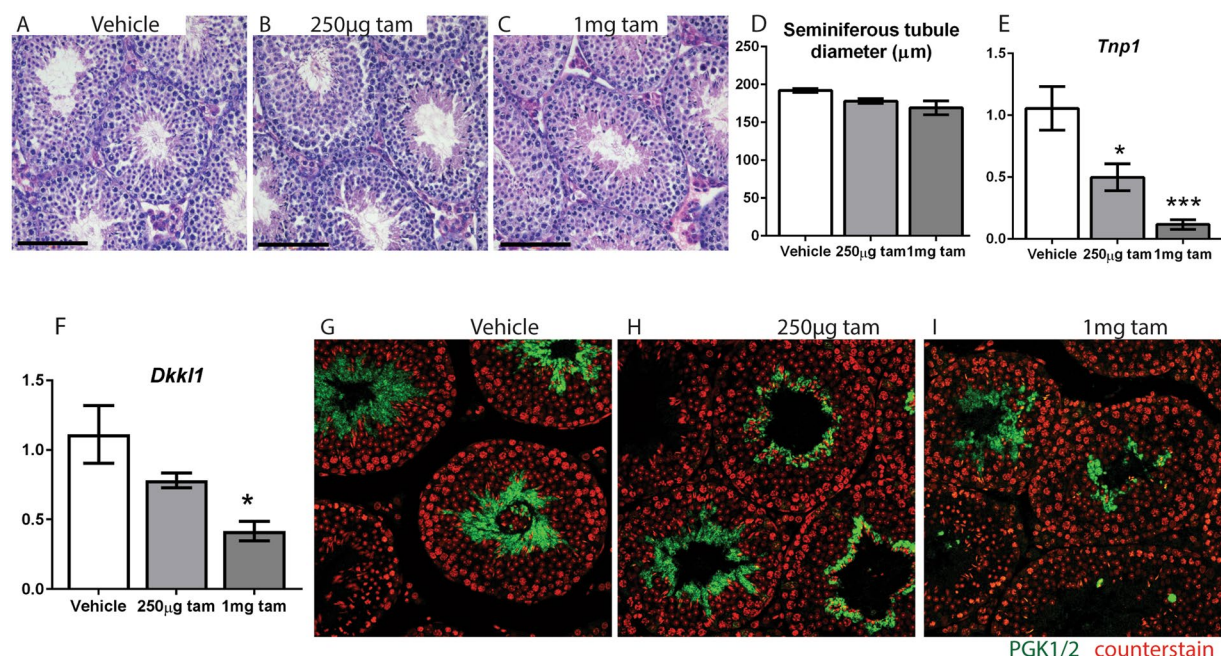 A Vehicle
B 250µg tam
C 1mg tam
D Seminiferous tubule
diameter (µm)
250
200
150
100
50
0
Vehicle 250µg tam 1mg tam
E Tnp1
1.5
1.0
*
0.5
***
0.0
Vehicle 250µg tam 1mg tam
F
Dkkl1
1.5
1.0
0.5
*
0.0
Vehicle 250µg tam 1mg tam
G Vehicle
H 250µg tam
I 1mg tam
PGK1/2 counterstain